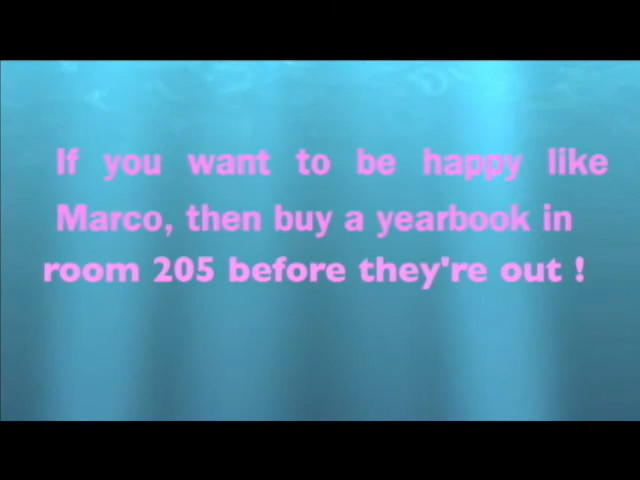 If you want to be happy like
Marco, then buy a yearbook in
room 205 before they're out !